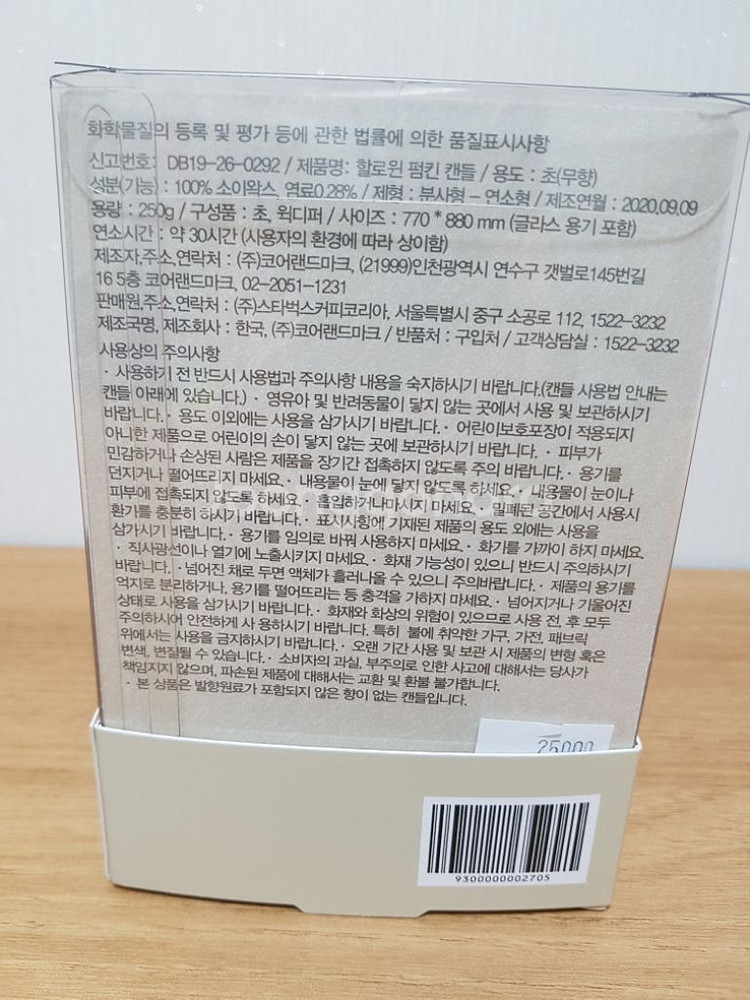 화학물질의 등록 및 평가 등에 관한 법률에 의한 품질표시사항
신고번호: DB19-26-0292 / 제품명: 할로윈 펌킨 캔들 / 용도 : 초(무향)
성분(기능) : 100% 소이왁스, 염료0.28% / 제형 : 분사형 - 연소형 / 제조연월 : 2020.09.09
용량 : 250g / 구성품 : 초, 윅디퍼 / 사이즈 : 770 * 880 mm (글라스 용기 포함)
연소시간 : 약 30시간 (사용자의 환경에 따라 상이함)
제조자,주소,연락처 : (주)코어랜드마크, (21999)인천광역시 연수구 갯벌로145번길
16 5층 코어랜드마크, 02-2051-1231
판매원,주소,연락처 : (주)스타벅스커피코리아, 서울특별시 중구 소공로 112, 1522-3232
제조국명, 제조회사 : 한국, (주)코어랜드마크 / 반품처 : 구입처 / 고객상담실 : 1522-3232
사용상의 주의사항
· 사용하기 전 반드시 사용법과 주의사항 내용을 숙지하시기 바랍니다.(캔들 사용법 안내는
캔들 아래에 있습니다.) · 영유아 및 반려동물이 닿지 않는 곳에서 사용 및 보관하시기
바랍니다. · 용도 이외에는 사용을 삼가시기 바랍니다. · 어린이보호포장이 적용되지
아니한 제품으로 어린이의 손이 닿지 않는 곳에 보관하시기 바랍니다. · 피부가
민감하거나 손상된 사람은 제품을 장기간 접촉하지 않도록 주의 바랍니다. · 용기를
던지거나 떨어뜨리지 마세요. · 내용물이 눈에 닿지 않도록 하세요. · 내용물이 눈이나
피부에 접촉되지 않도록 하세요. · 흡입하거나마시지 마세요. · 밀폐된 공간에서 사용시
환기를 충분히 하시기 바랍니다. · 표시사항에 기재된 제품의 용도 외에는 사용을
삼가시기 바랍니다. · 용기를 임의로 바꿔 사용하지 마세요. · 화기를 가까이 하지 마세요.
· 직사광선이나 열기에 노출시키지 마세요. · 화재 가능성이 있으니 반드시 주의하시기
바랍니다. · 넘어진 채로 두면 액체가 흘러나올 수 있으니 주의바랍니다. · 제품의 용기를
억지로 분리하거나, 용기를 떨어뜨리는 등 충격을 가하지 마세요. · 넘어지거나 기울어진
상태로 사용을 삼가시기 바랍니다. · 화재와 화상의 위험이 있으므로 사용 전, 후 모두
주의하시어 안전하게 사 용하시기 바랍니다. 특히 불에 취약한 가구, 가전, 패브릭
위에서는 사용을 금지하시기 바랍니다. · 오랜 기간 사용 및 보관 시 제품의 변형 혹은
변색, 변질될 수 있습니다. · 소비자의 과실, 부주의로 인한 사고에 대해서는 당사가
책임지지 않으며, 파손된 제품에 대해서는 교환 및 환불 불가합니다.
· 본 상품은 발향원료가 포함되지 않은 향이 없는 캔들입니다.
25000
9300000002705